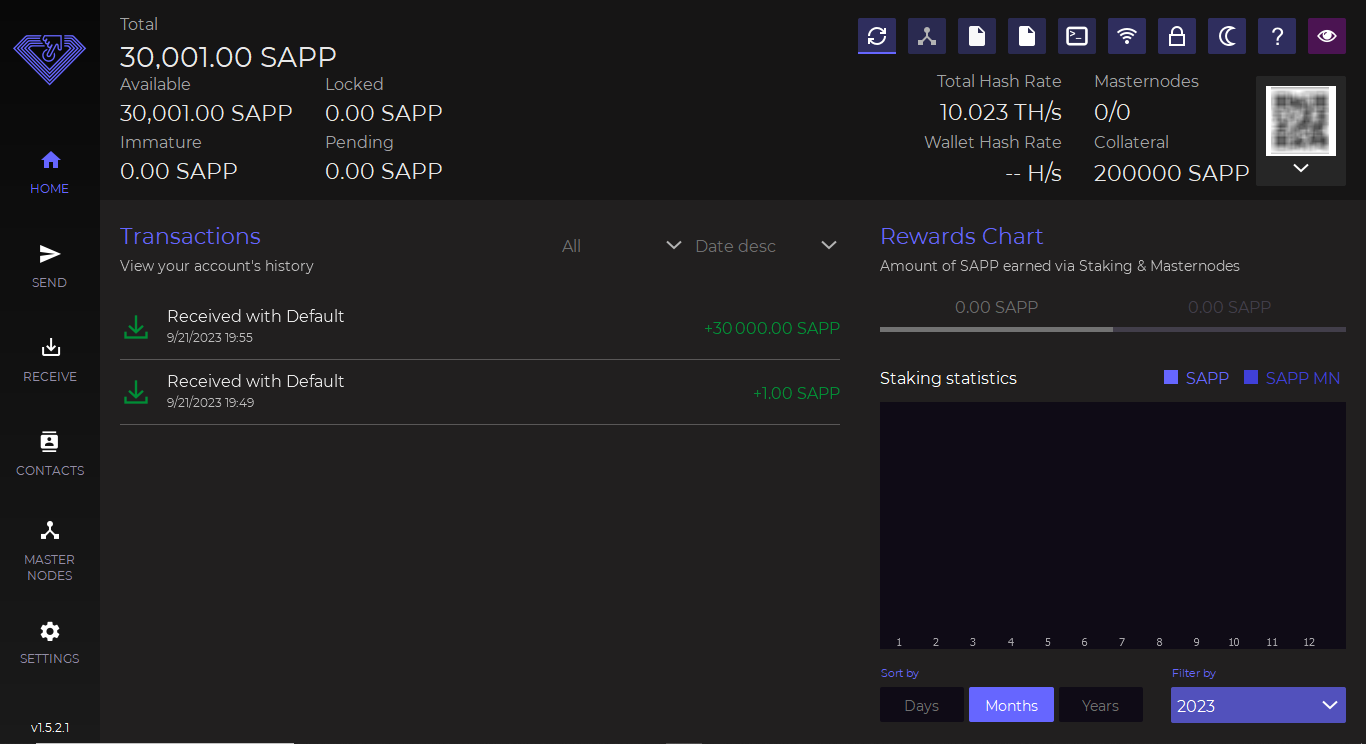 Total
30,001.00 SAPP
Available
Locked
30,001.00 SAPP
0.00 SAPP
Immature
Pending
0.00 SAPP
0.00 SAPP
?
Total Hash Rate
Masternodes
10.023 TH/s
0/0
Wallet Hash Rate
Collateral
-- H/s
200000 SAPP
HOME
SEND
RECEIVE
CONTACTS
MASTER
NODES
SETTINGS
v1.5.2.1
Transactions
View your account's history
All
Date desc
Received with Default
9/21/2023 19:55
+30 000.00 SAPP
Received with Default
9/21/2023 19:49
+1.00 SAPP
Rewards Chart
Amount of SAPP earned via Staking & Masternodes
0.00 SAPP
0.00 SAPP
Staking statistics
SAPP
SAPP MN
1 2 3 4 5 6 7 8 9 10 11 12
Sort by
Filter by
Days
Months
Years
2023